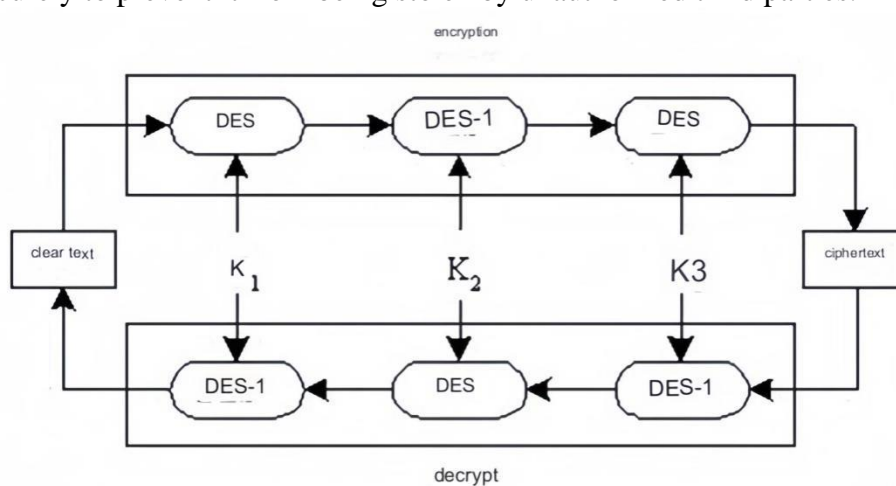 encryption
DES DES-1 DES
clear text K1 K2 K3 ciphertext
DES-1 DES DES-1
decrypt